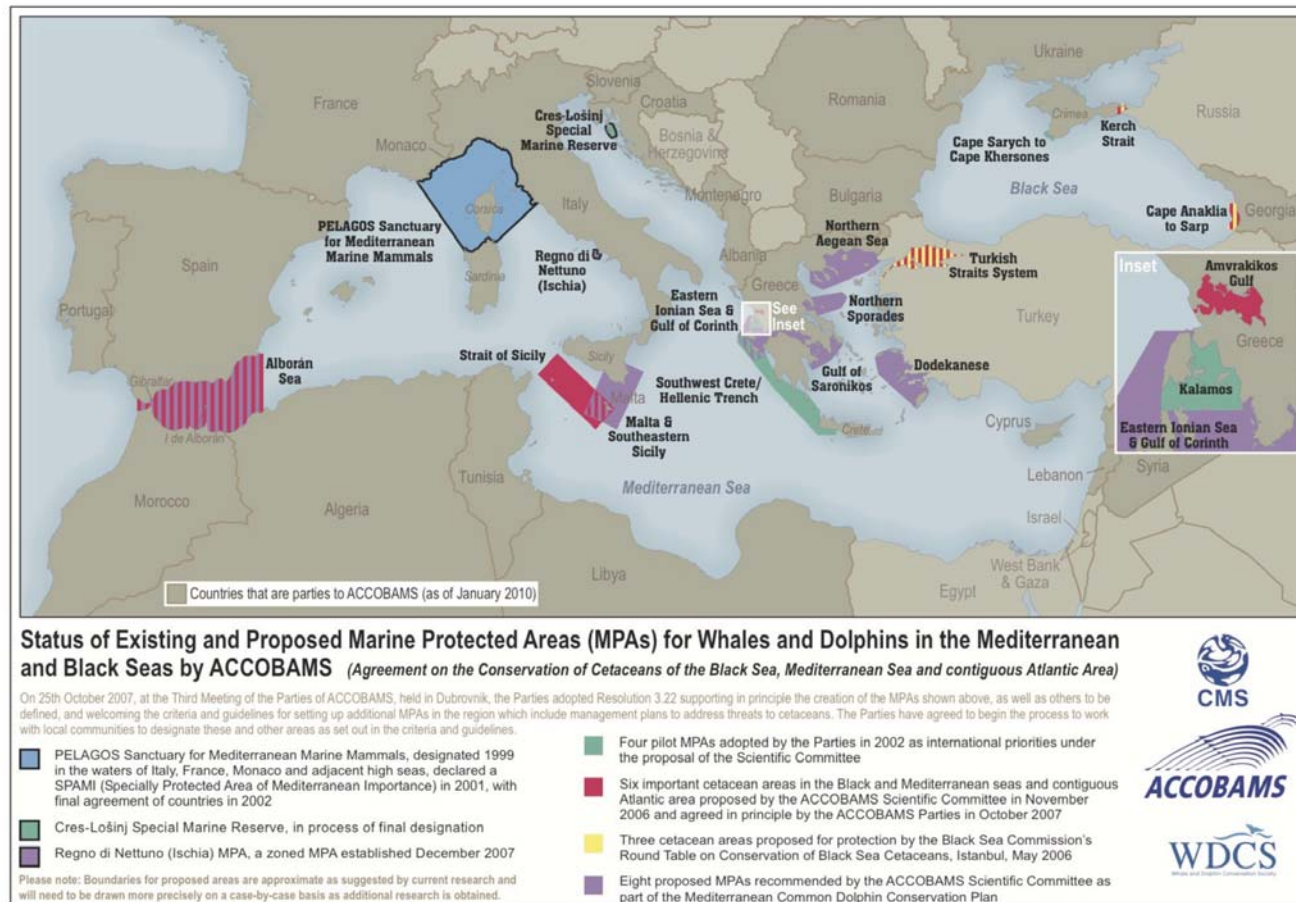 Ukraine
Slovenia
France
Croatia
Romania
Russia
Cres-Lošinj
Special
Marine Reserve
Crimea
Kerch
Strait
Monaco
Bosnia &
Herzegovina
Cape Sarych to
Cape Khersones
Montenegro
Black Sea
Corsica
Italy
Bulgaria
Cape Anaklia
to Sarp
Georgia
PELAGOS Sanctuary
for Mediterranean
Marine Mammals
Northern
Aegean Sea
Spain
Regno di
Nettuno
(Ischia)
Albania
Turkish
Straits System
Inset
Amvrakikos
Gulf
Sardinia
Greece
Eastern
Ionian Sea &
Gulf of Corinth
See
Inset
Northern
Sporades
Portugal
Turkey
Greece
Strait of Sicily
Sicily
Alborán
Sea
Gibraltar
Gulf of
Saronikos
Dodekanese
Kalamos
Southwest Crete/
Hellenic Trench
Malta
I de Alborán
Malta &
Southeastern
Sicily
Crete
Cyprus
Eastern Ionian Sea
& Gulf of Corinth
Lebanon
Syria
Tunisia
Mediterranean Sea
Morocco
Algeria
Israel
West Bank
& Gaza
Libya
Egypt
Countries that are parties to ACCOBAMS (as of January 2010)
Status of Existing and Proposed Marine Protected Areas (MPAs) for Whales and Dolphins in the Mediterranean
and Black Seas by ACCOBAMS (Agreement on the Conservation of Cetaceans of the Black Sea, Mediterranean Sea and contiguous Atlantic Area)
On 25th October 2007, at the Third Meeting of the Parties of ACCOBAMS, held in Dubrovnik, the Parties adopted Resolution 3.22 supporting in principle the creation of the MPAs shown above, as well as others to be
defined, and welcoming the criteria and guidelines for setting up additional MPAs in the region which include management plans to address threats to cetaceans. The Parties have agreed to begin the process to work
with local communities to designate these and other areas as set out in the criteria and guidelines.
PELAGOS Sanctuary for Mediterranean Marine Mammals, designated 1999
in the waters of Italy, France, Monaco and adjacent high seas, declared a
SPAMI (Specially Protected Area of Mediterranean Importance) in 2001, with
final agreement of countries in 2002
Cres-Lošinj Special Marine Reserve, in process of final designation
Regno di Nettuno (Ischia) MPA, a zoned MPA established December 2007
Please note: Boundaries for proposed areas are approximate as suggested by current research and
will need to be drawn more precisely on a case-by-case basis as additional research is obtained.
Four pilot MPAs adopted by the Parties in 2002 as international priorities under
the proposal of the Scientific Committee
Six important cetacean areas in the Black and Mediterranean seas and contiguous
Atlantic area proposed by the ACCOBAMS Scientific Committee in November
2006 and agreed in principle by the ACCOBAMS Parties in October 2007
Three cetacean areas proposed for protection by the Black Sea Commission's
Round Table on Conservation of Black Sea Cetaceans, Istanbul, May 2006
Eight proposed MPAs recommended by the ACCOBAMS Scientific Committee as
part of the Mediterranean Common Dolphin Conservation Plan
CMS
ACCOBAMS
WDCS
Whale and Dolphin Conservation Society